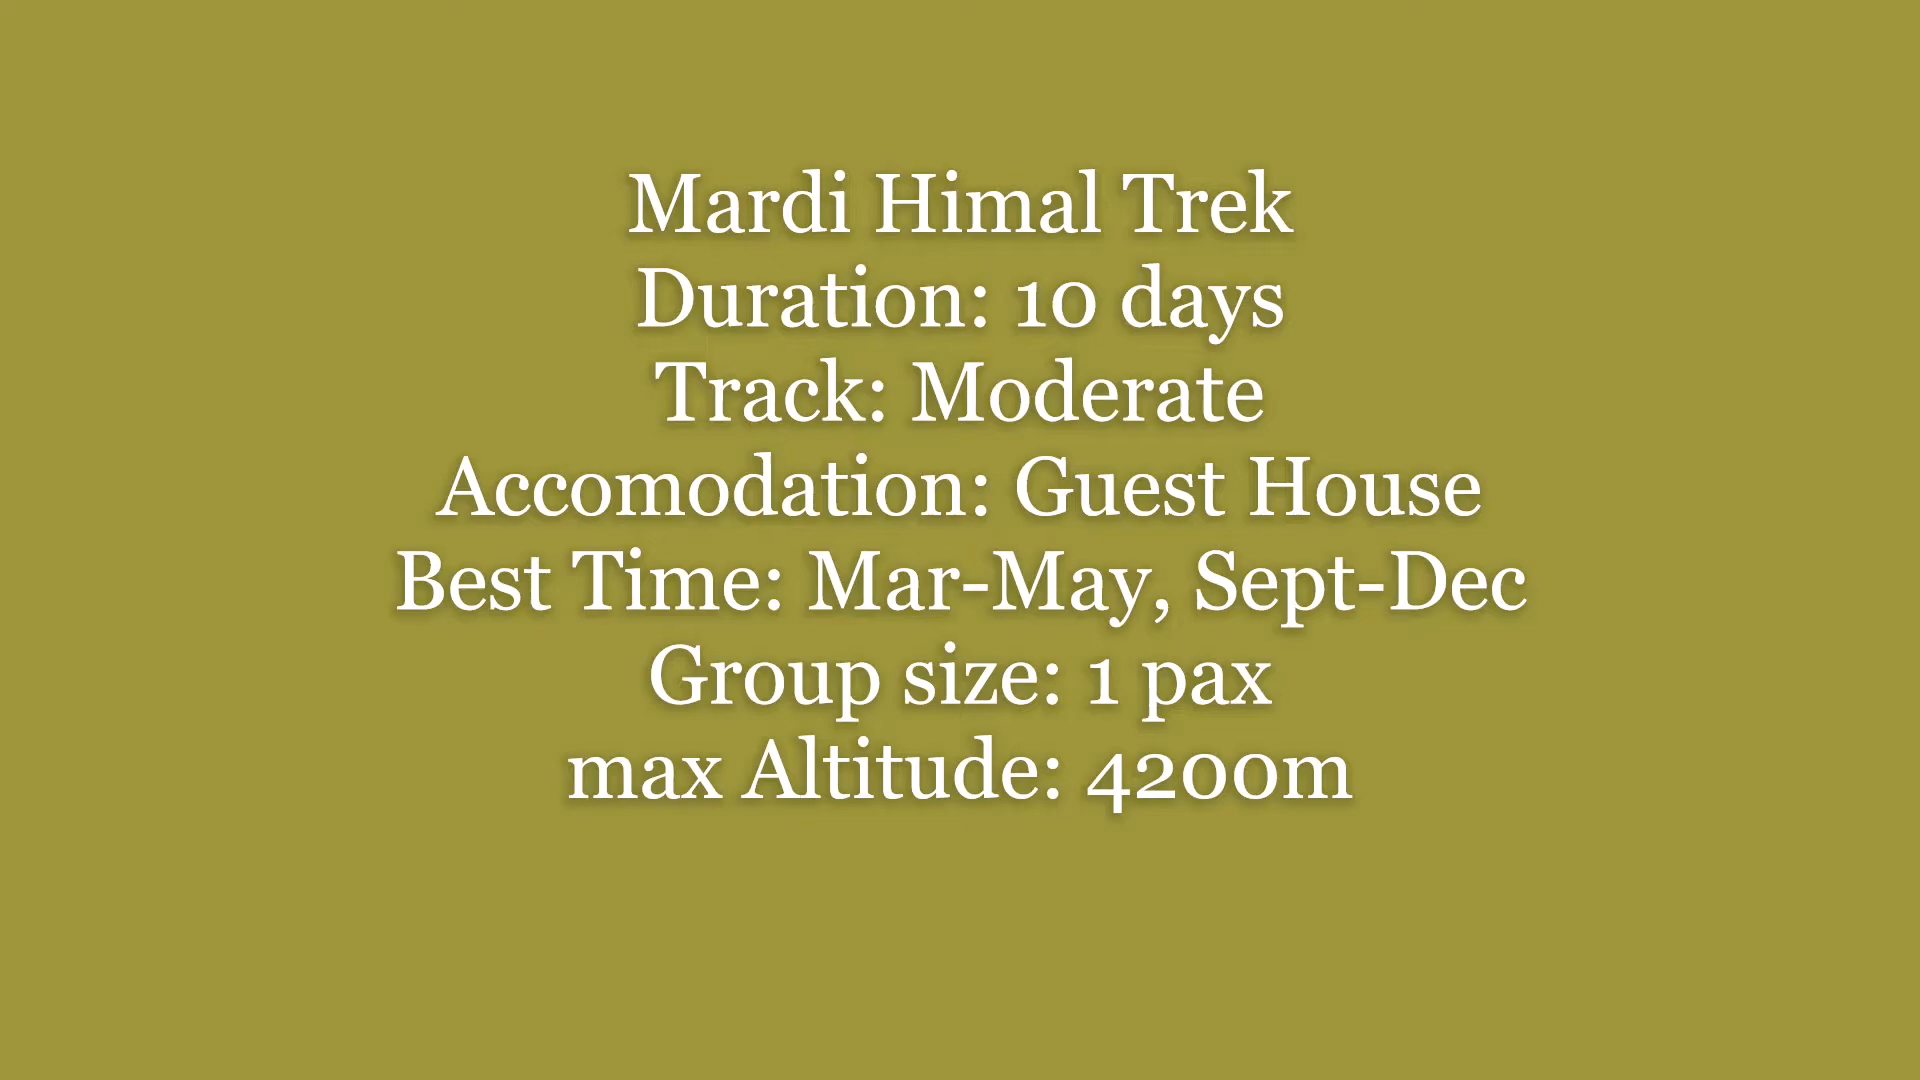 Mardi Himal Trek
Duration: 10 days
Track: Moderate
Accomodation: Guest House
Best Time: Mar-May, Sept-Dec
Group size: 1 pax
max Altitude: 4200m